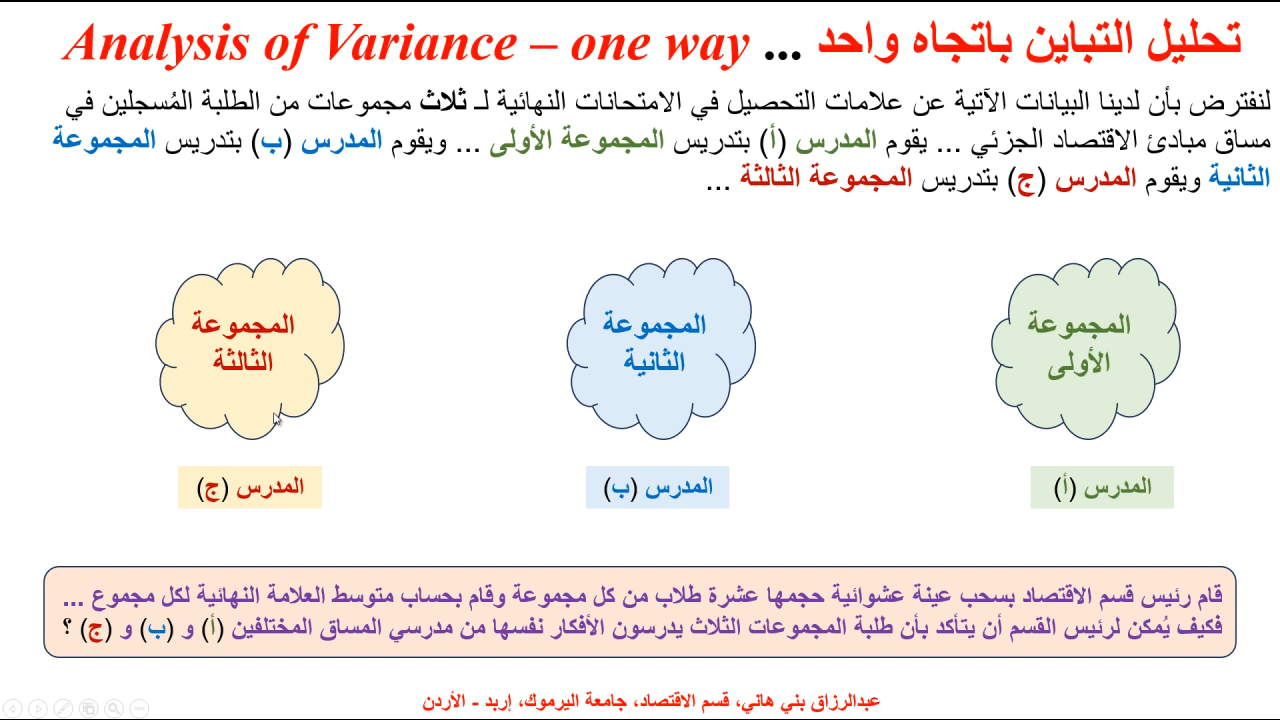 تحليل التباين باتجاه واحد ... Analysis of Variance – one way
لنفترض بأن لدينا البيانات الآتية عن علامات التحصيل في الامتحانات النهائية لـ ثلاث مجموعات من الطلبة المُسجلين في
مساق مبادئ الاقتصاد الجزئي ... يقوم المدرس (أ) بتدريس المجموعة الأولى ... ويقوم المدرس (ب) بتدريس المجموعة
الثانية ويقوم المدرس (ج) بتدريس المجموعة الثالثة ...
المجموعة
الأولى
المجموعة
الثانية
المجموعة
الثالثة
المدرس (أ)
المدرس (ب)
المدرس (ج)
قام رئيس قسم الاقتصاد بسحب عينة عشوائية حجمها عشرة طلاب من كل مجموعة وقام بحساب متوسط العلامة النهائية لكل مجموع ...
فكيف يُمكن لرئيس القسم أن يتأكد بأن طلبة المجموعات الثلاث يدرسون الأفكار نفسها من مدرسي المساق المختلفين (أ) و (ب) و (ج) ؟
عبدالرزاق بني هاني، قسم الاقتصاد، جامعة اليرموك، إربد - الأردن